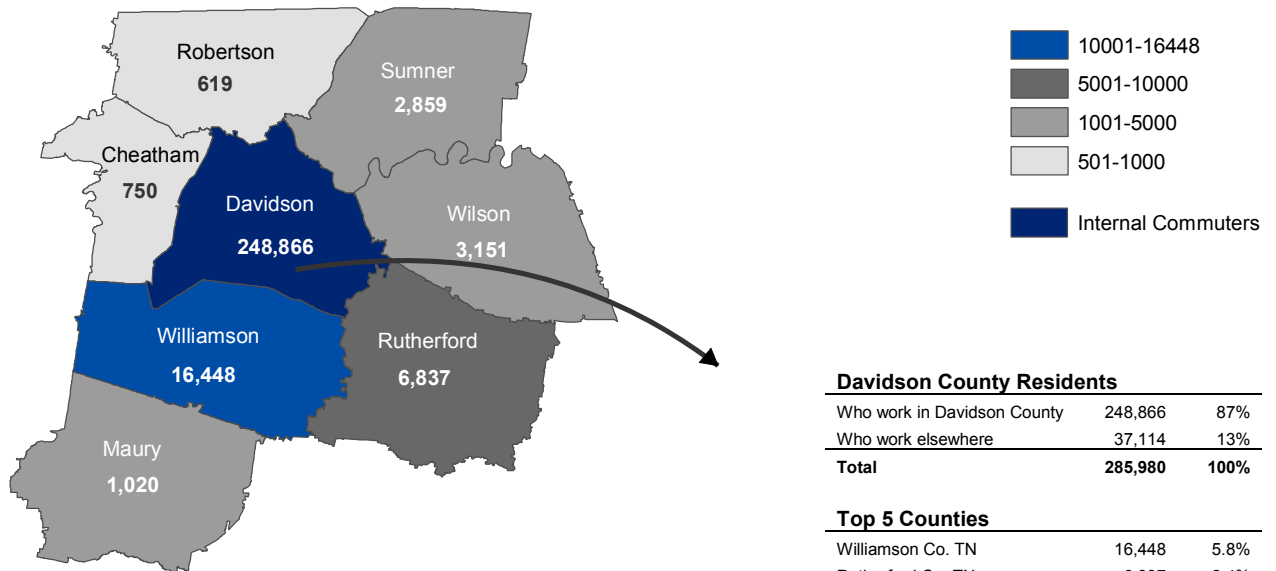 Robertson
619
Sumner
2,859
Cheatham
750
Davidson
248,866
Wilson
3,151
Williamson
16,448
Rutherford
6,837
Maury
1,020
10001-16448
5001-10000
1001-5000
501-1000
Internal Commuters
Davidson County Residents
Who work in Davidson County 248,866 87%
Who work elsewhere 37,114 13%
Total 285,980 100%
Top 5 Counties
Williamson Co. TN 16,448 5.8%